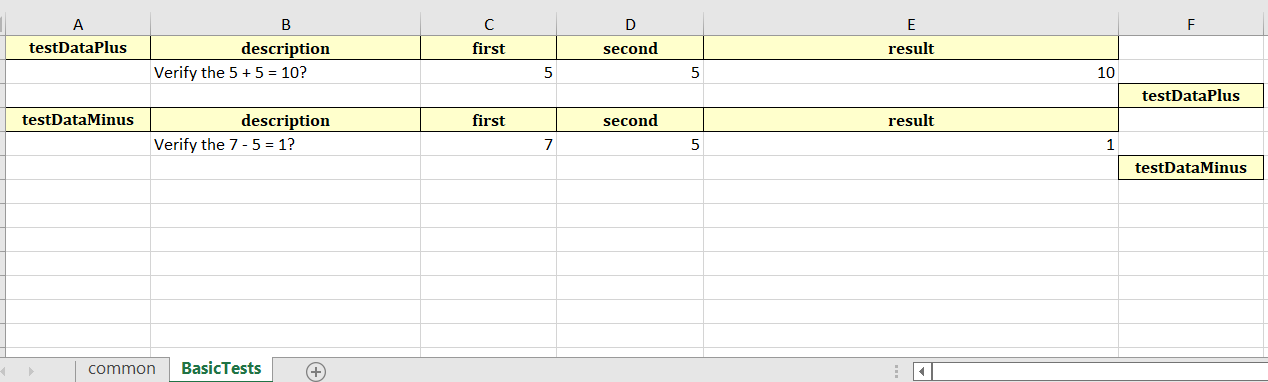 A B C D E F
testDataPlus description first second result
Verify the 5 + 5 = 10? 5 5 10
testDataPlus
testDataMinus description first second result
Verify the 7 - 5 = 1? 7 5 1
testDataMinus
common BasicTests